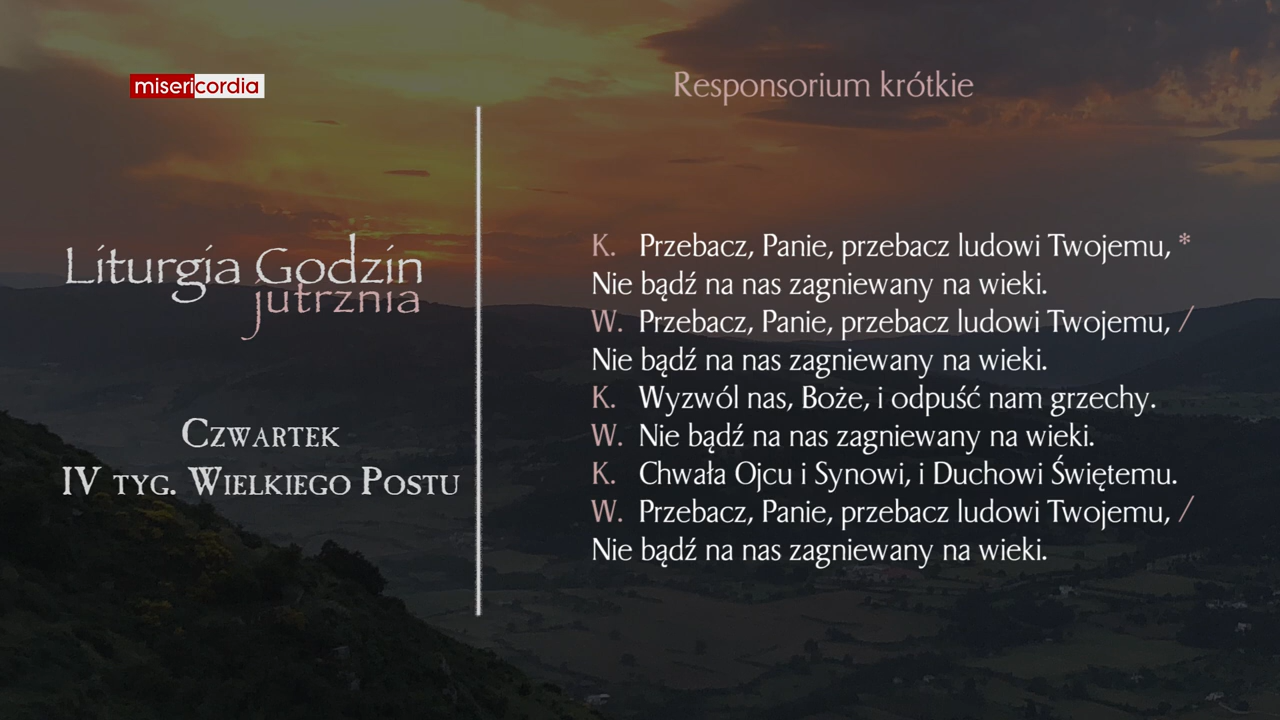 misericordia
Liturgia Godzin
jutrznia
Czwartek
IV tyg. Wielkiego Postu
Responsorium krótkie
K. Przebacz, Panie, przebacz ludowi Twojemu, *
Nie bądź na nas zagniewany na wieki.
W. Przebacz, Panie, przebacz ludowi Twojemu, /
Nie bądź na nas zagniewany na wieki.
K. Wyzwól nas, Boże, i odpuść nam grzechy.
W. Nie bądź na nas zagniewany na wieki.
K. Chwała Ojcu i Synowi, i Duchowi Świętemu.
W. Przebacz, Panie, przebacz ludowi Twojemu, /
Nie bądź na nas zagniewany na wieki.